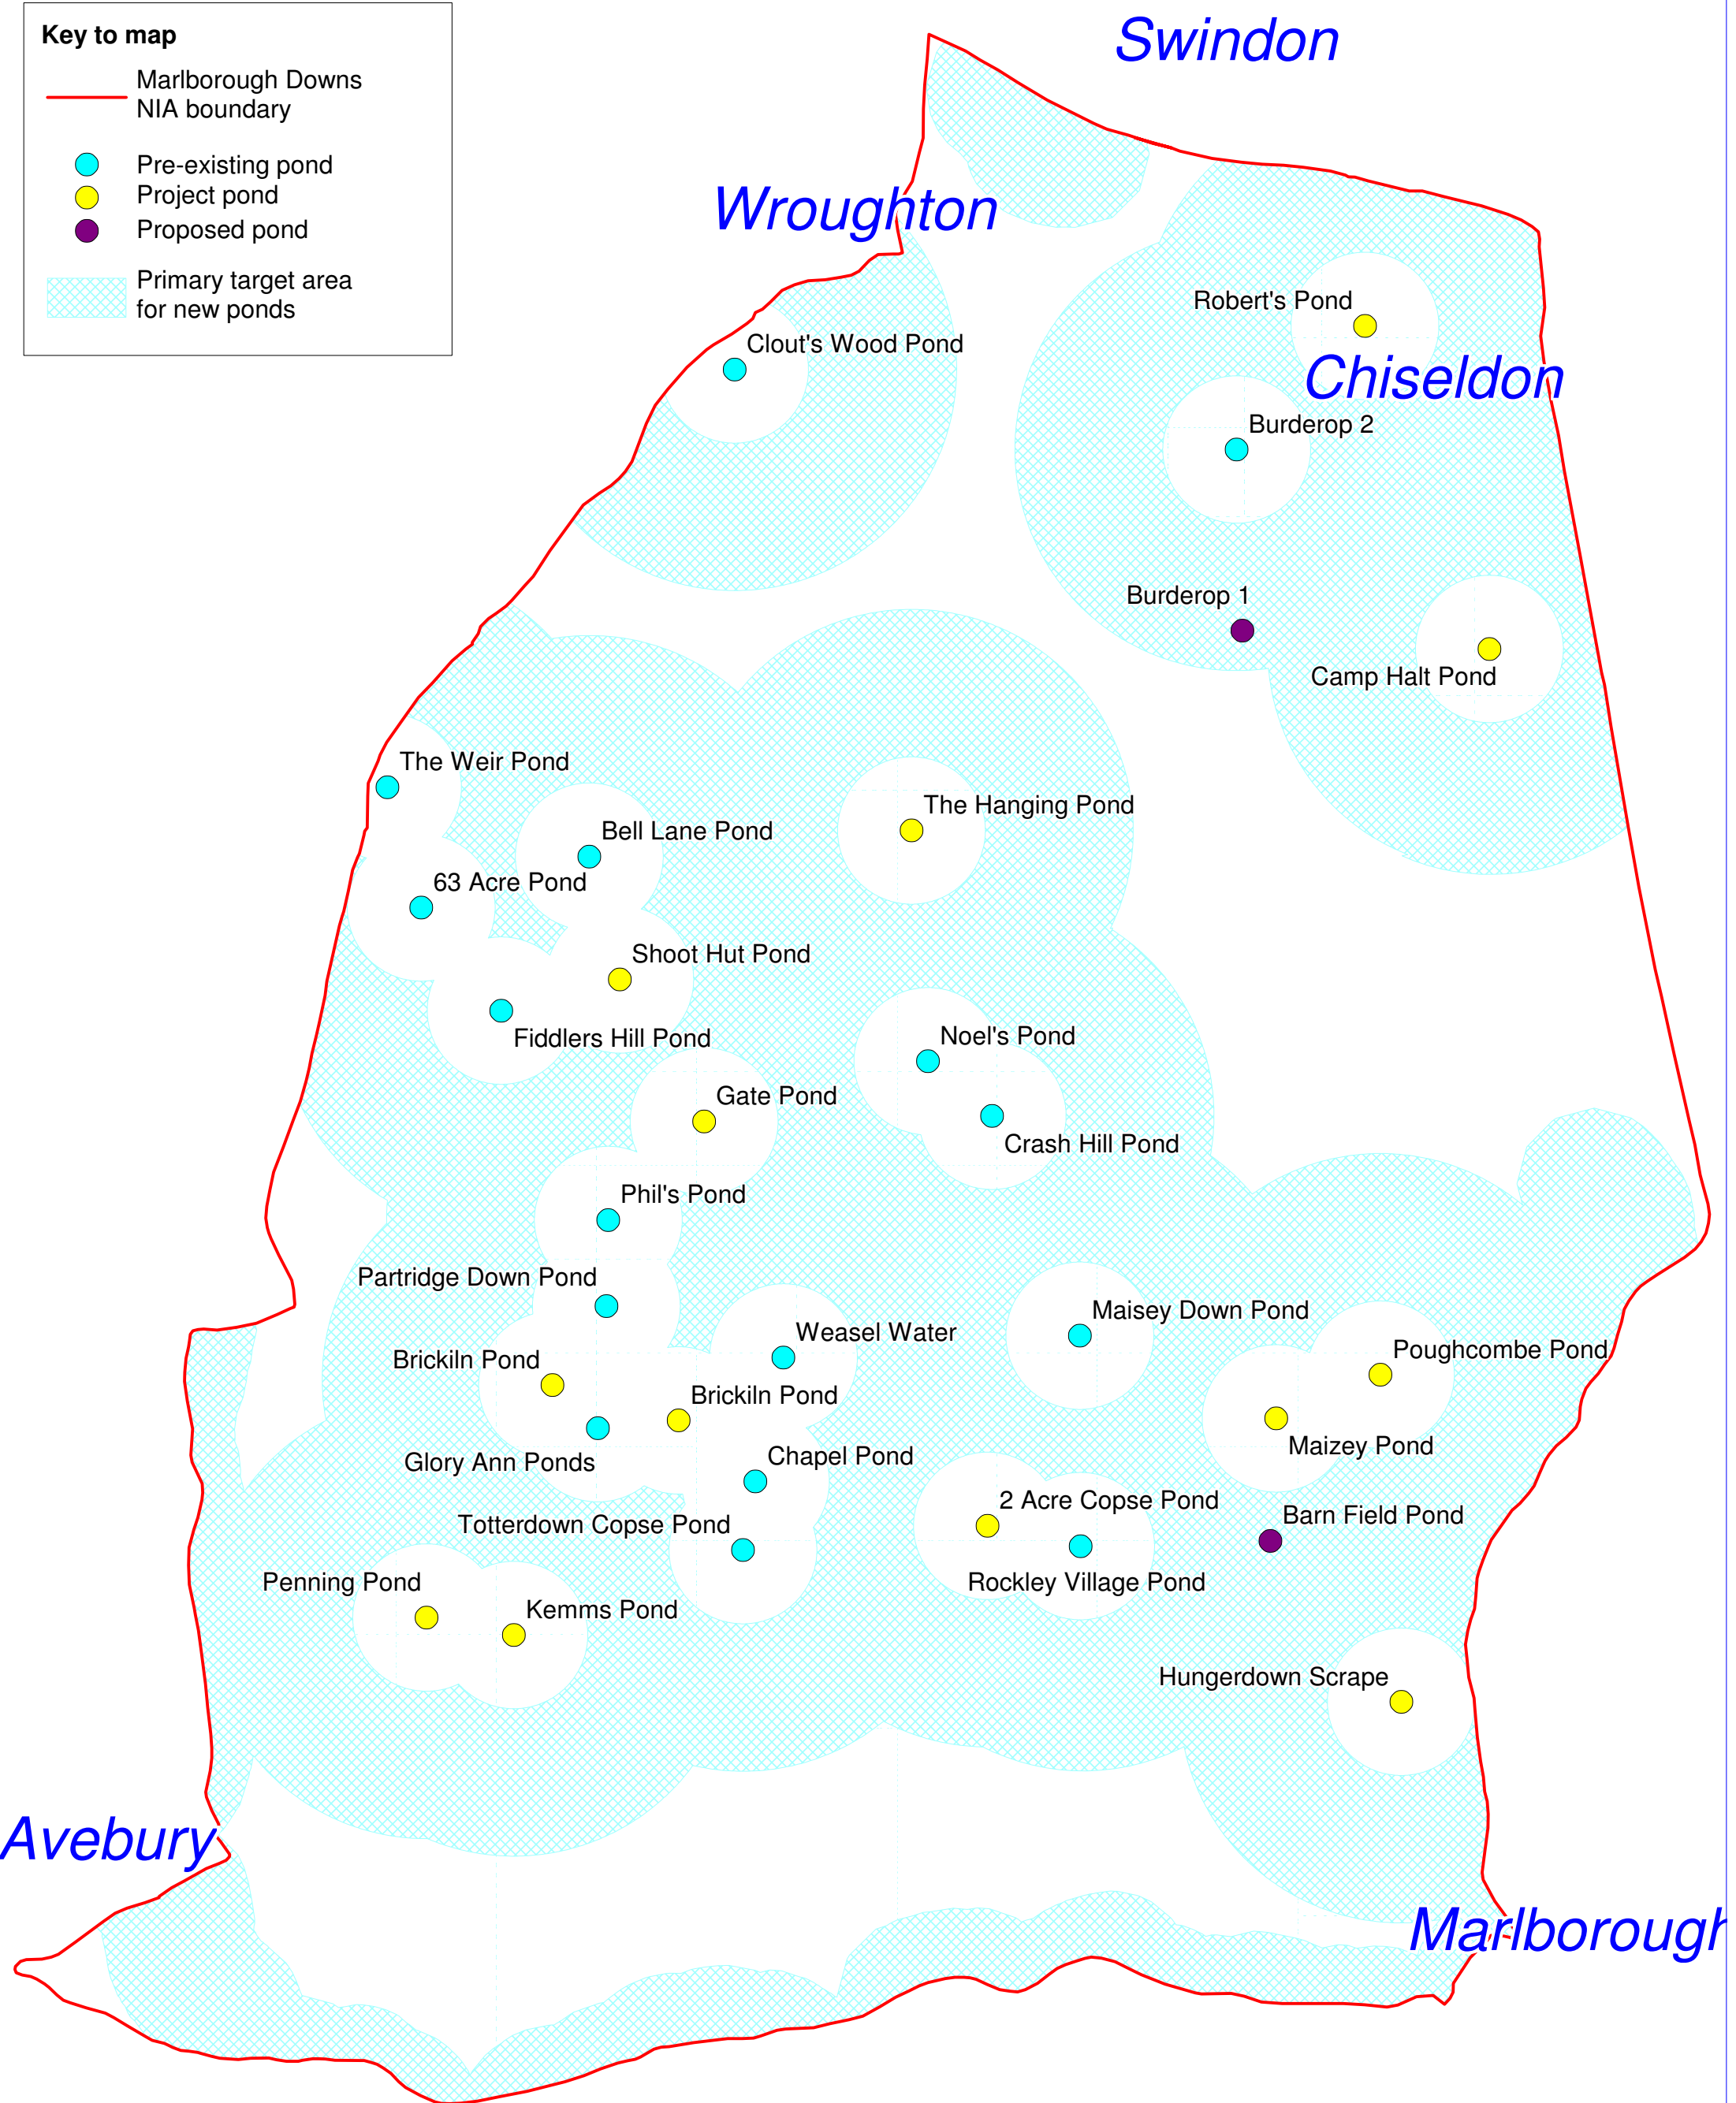 Key to map
Marlborough Downs
NIA boundary
Pre-existing pond
Project pond
Proposed pond
Primary target area
for new ponds
Swindon
Wroughton
Robert's Pond
Clout's Wood Pond
Chiseldon
Burderop 2
Burderop 1
Camp Halt Pond
The Weir Pond
The Hanging Pond
Bell Lane Pond
63 Acre Pond
Shoot Hut Pond
Fiddlers Hill Pond
Noel's Pond
Gate Pond
Crash Hill Pond
Phil's Pond
Partridge Down Pond
Maisey Down Pond
Weasel Water
Poughcombe Pond
Brickiln Pond
Brickiln Pond
Maizey Pond
Chapel Pond
Glory Ann Ponds
2 Acre Copse Pond
Barn Field Pond
Totterdown Copse Pond
Penning Pond
Rockley Village Pond
Kemms Pond
Hungerdown Scrape
Avebury
Marlborough